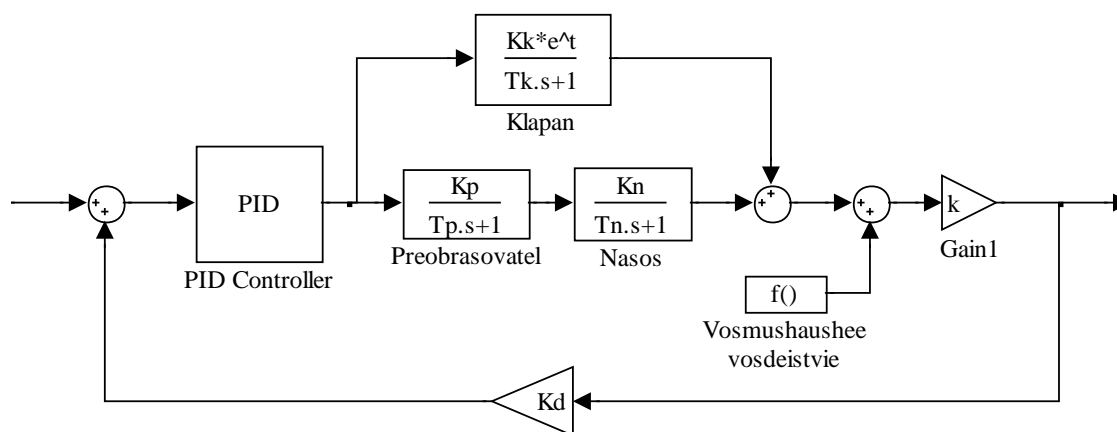 Kk*e^t
Tk.s+1
Klapan
+
+
PID
PID Controller
Kp
Tp.s+1
Preobrasovatel
Kn
Tn.s+1
Nasos
+
+
+
+
k
Gain1
f()
Vosmushaushee
vosdeistvie
Kd